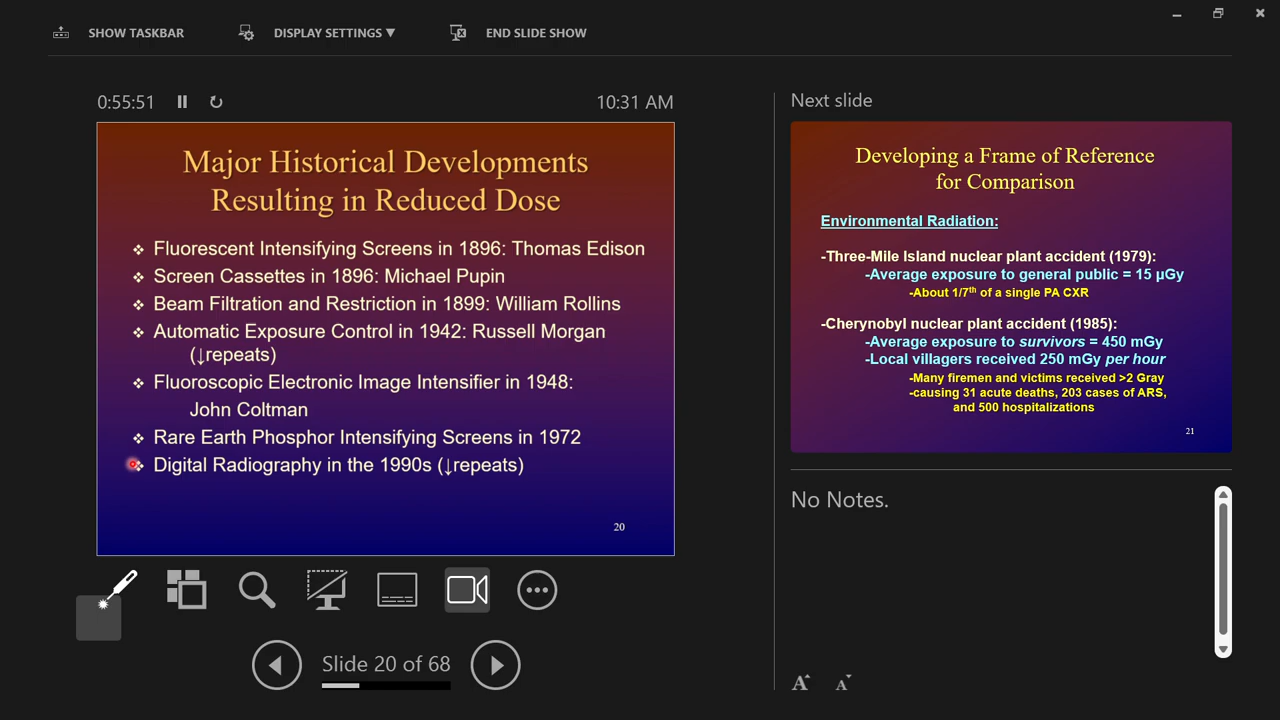 SHOW TASKBAR
DISPLAY SETTINGS ▼
END SLIDE SHOW
0:55:51
10:31 AM
Major Historical Developments
Resulting in Reduced Dose
❖ Fluorescent Intensifying Screens in 1896: Thomas Edison
❖ Screen Cassettes in 1896: Michael Pupin
❖ Beam Filtration and Restriction in 1899: William Rollins
❖ Automatic Exposure Control in 1942: Russell Morgan
(↓repeats)
❖ Fluoroscopic Electronic Image Intensifier in 1948:
John Coltman
❖ Rare Earth Phosphor Intensifying Screens in 1972
❖ Digital Radiography in the 1990s (↓repeats)
20
Slide 20 of 68
Next slide
Developing a Frame of Reference
for Comparison
Environmental Radiation:
-Three-Mile Island nuclear plant accident (1979):
-Average exposure to general public = 15 µGy
-About 1/7th of a single PA CXR
-Cherynobyl nuclear plant accident (1985):
-Average exposure to survivors = 450 mGy
-Local villagers received 250 mGy per hour
-Many firemen and victims received >2 Gray
-causing 31 acute deaths, 203 cases of ARS,
and 500 hospitalizations
21
No Notes.
A A